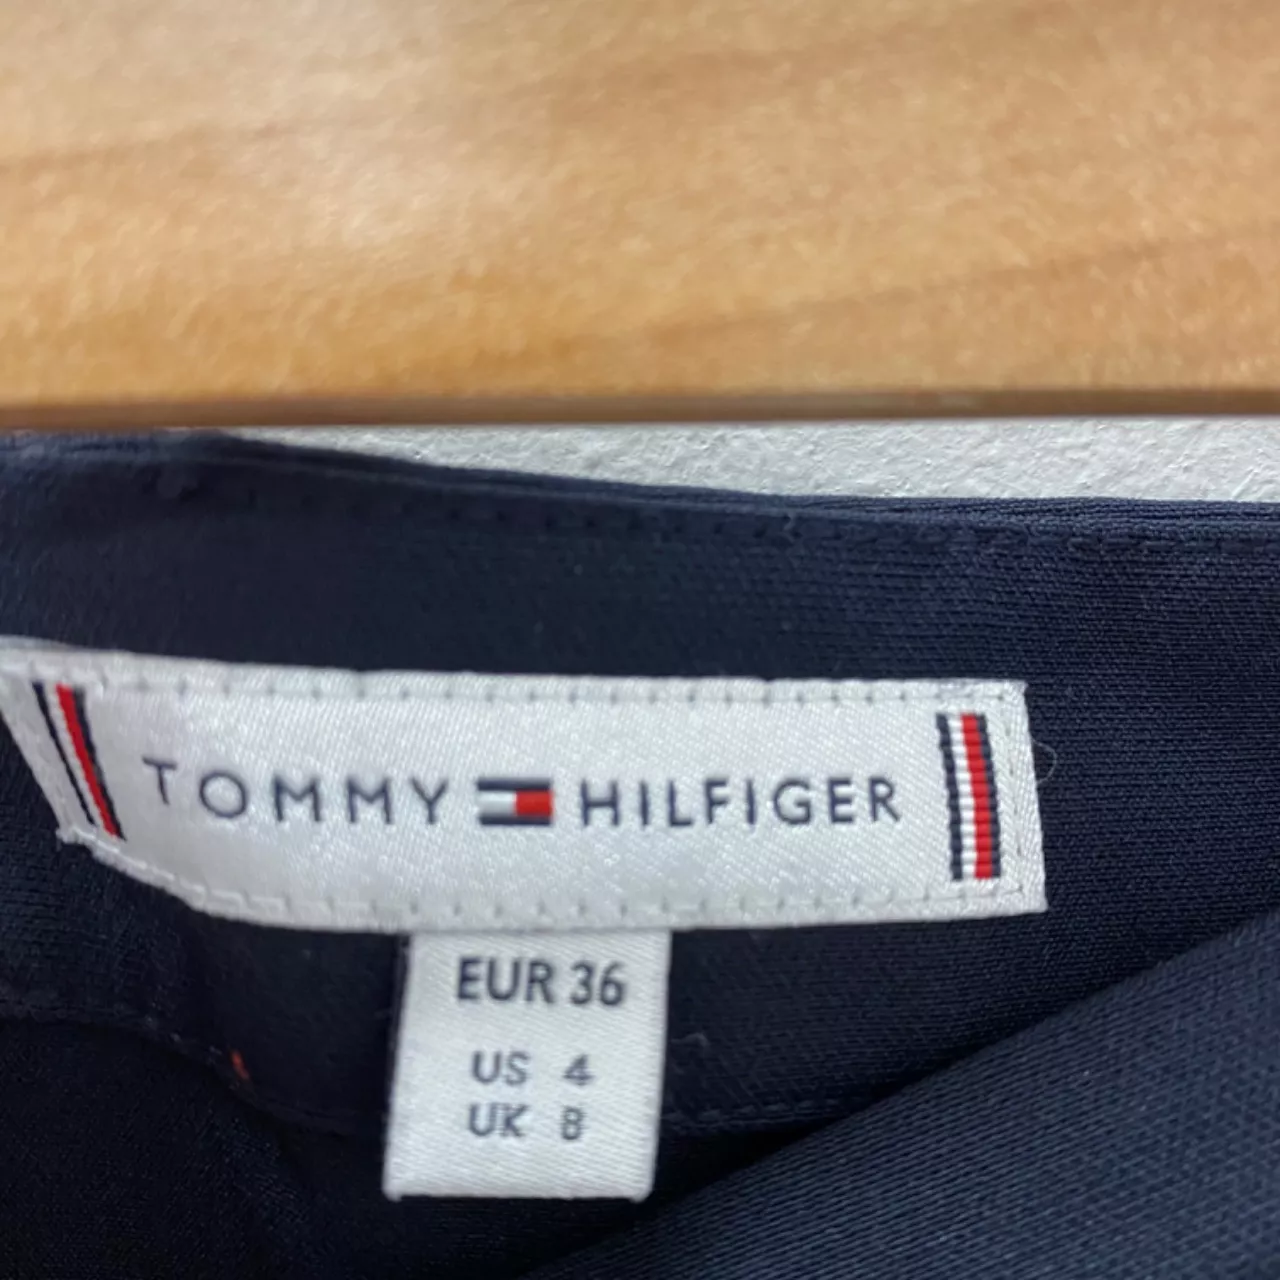 TOMMY HILFIGER
EUR 36
US 4
UK 8